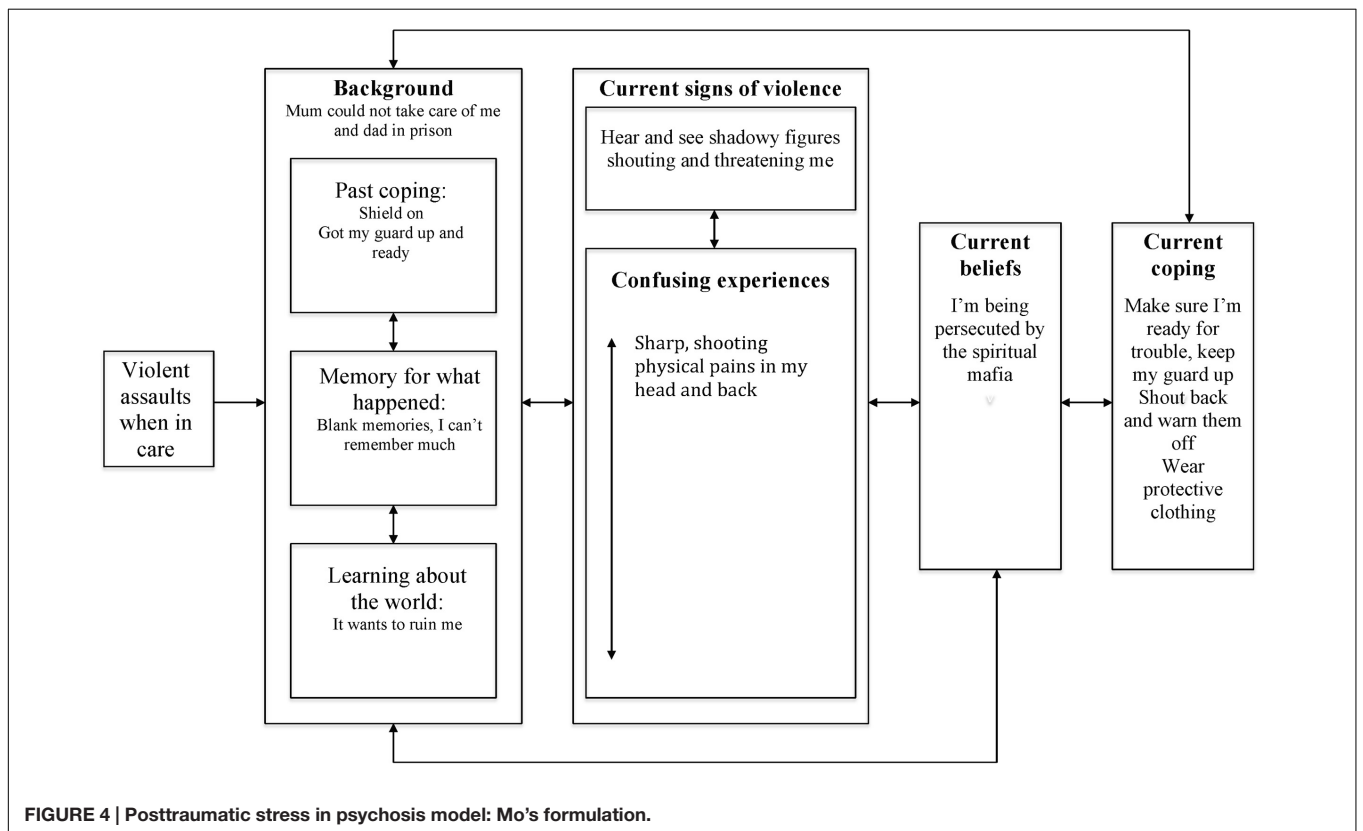 Background
Mum could not take care of me
and dad in prison
Past coping:
Shield on
Got my guard up and
ready
Memory for what
happened:
Blank memories, I can't
remember much
Learning about
the world:
It wants to ruin me
Violent
assaults
when in
care
Current signs of violence
Hear and see shadowy figures
shouting and threatening me
Confusing experiences
Sharp, shooting
physical pains in my
head and back
Current
beliefs
I'm being
persecuted by
the spiritual
mafia
Current
coping
Make sure I'm
ready for
trouble, keep
my guard up
Shout back
and warn them
off
Wear
protective
clothing
FIGURE 4 | Posttraumatic stress in psychosis model: Mo's formulation.